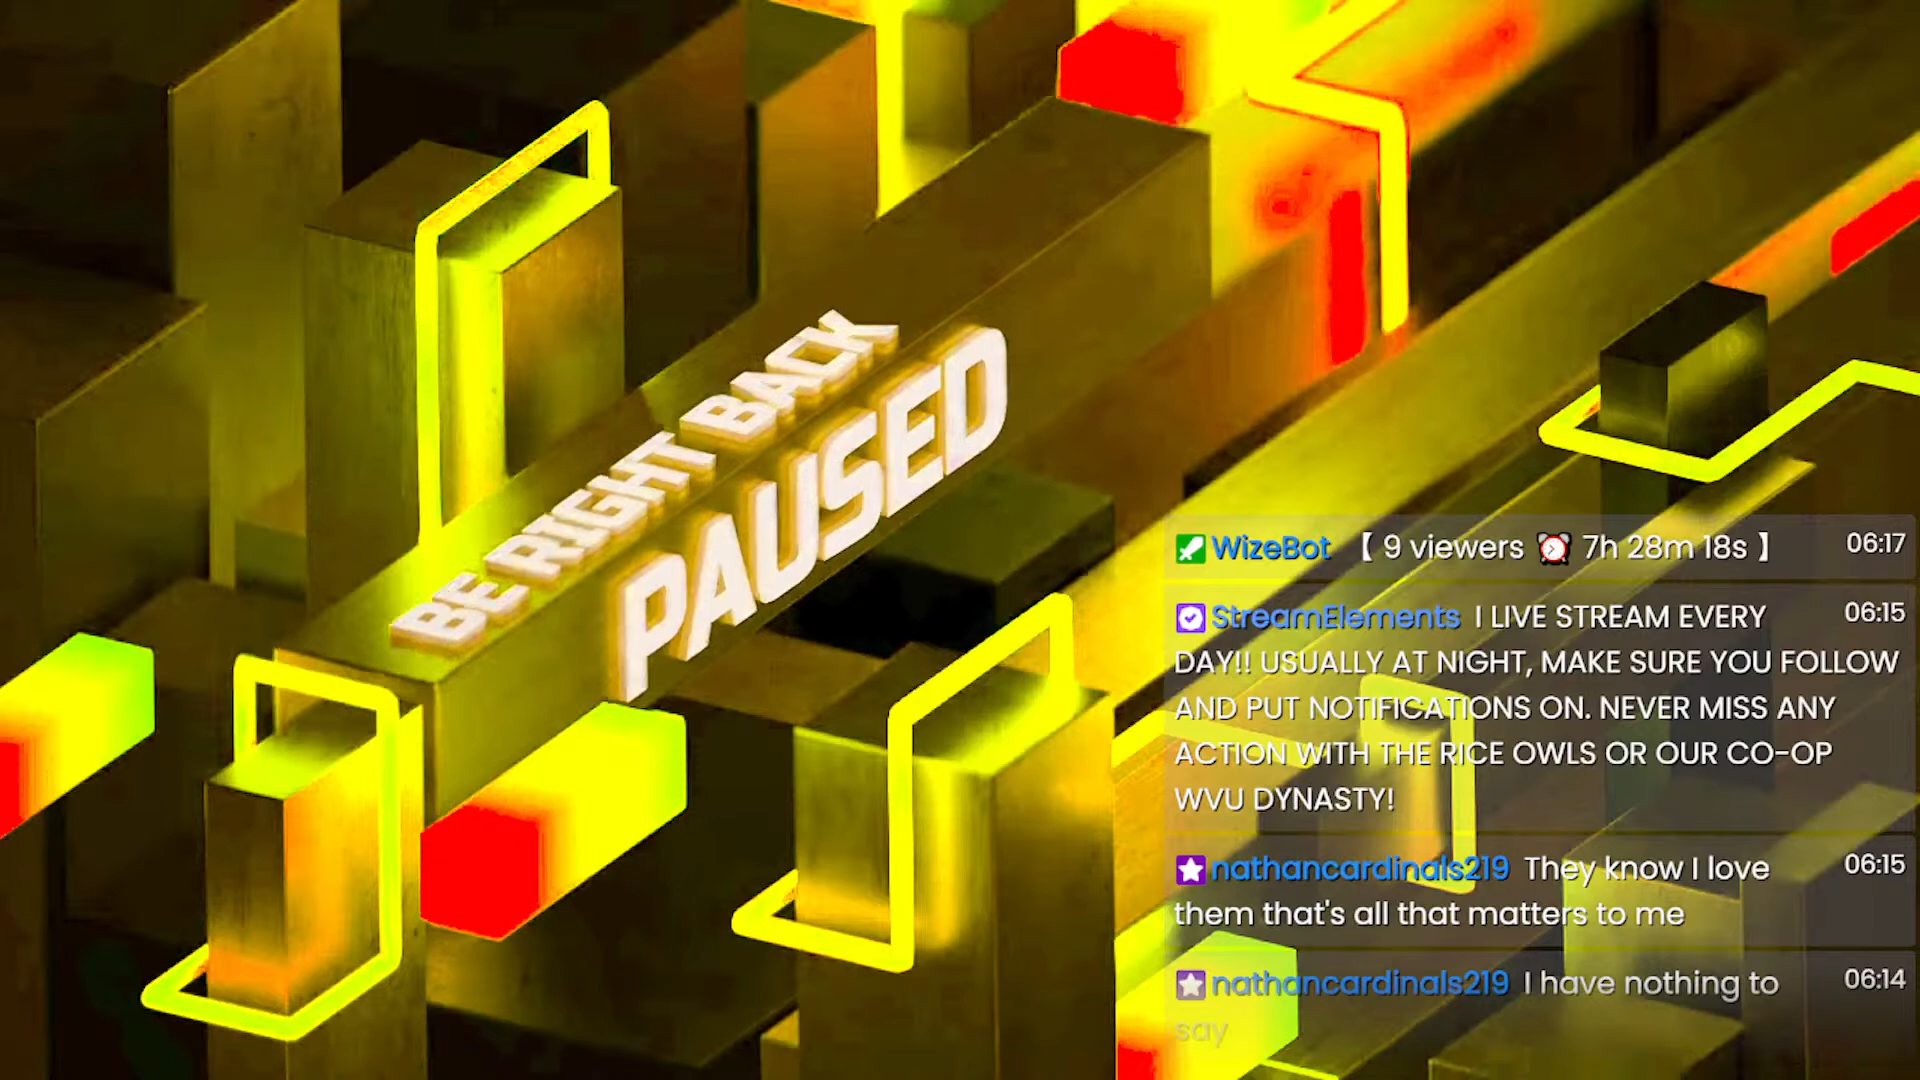 BE RIGHT BACK
PAUSED
WizeBot 【 9 viewers ⏰ 7h 28m 18s 】 06:17
StreamElements I LIVE STREAM EVERY 06:15
DAY!! USUALLY AT NIGHT, MAKE SURE YOU FOLLOW
AND PUT NOTIFICATIONS ON. NEVER MISS ANY
ACTION WITH THE RICE OWLS OR OUR CO-OP
WVU DYNASTY!
nathancardinals219 They know I love 06:15
them that's all that matters to me
nathancardinals219 I have nothing to 06:14
say